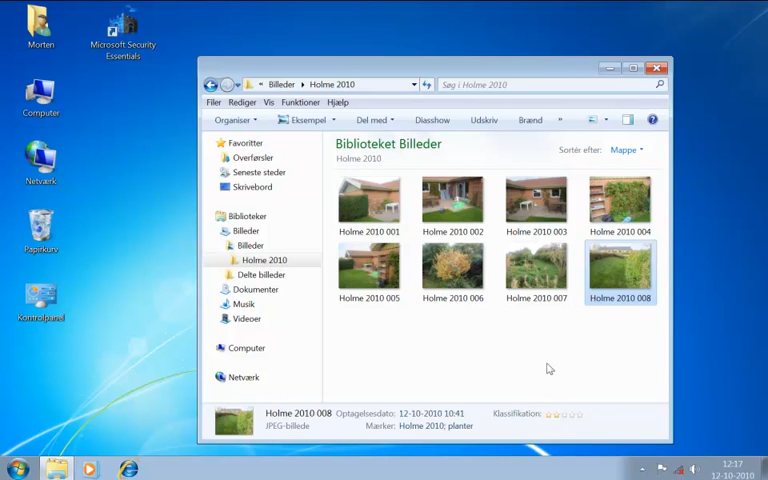 Morten
Microsoft Security
Essentials
Computer
Netværk
Papirkurv
Kontrolpanel
« Billeder Holme 2010
Søg i Holme 2010
Filer Rediger Vis Funktioner Hjælp
Organiser Eksempel Del med Diasshow Udskriv Brænd »
Favoritter
Overførsler
Seneste steder
Skrivebord
Biblioteker
Billeder
Billeder
Holme 2010
Delte billeder
Dokumenter
Musik
Videoer
Computer
Netværk
Biblioteket Billeder
Holme 2010
Sortér efter: Mappe
Holme 2010 001
Holme 2010 002
Holme 2010 003
Holme 2010 004
Holme 2010 005
Holme 2010 006
Holme 2010 007
Holme 2010 008
Holme 2010 008 Optagelsesdato: 12-10-2010 10:41 Klassifikation:
JPEG-billede Mærker: Holme 2010; planter
12:17
12-10-2010